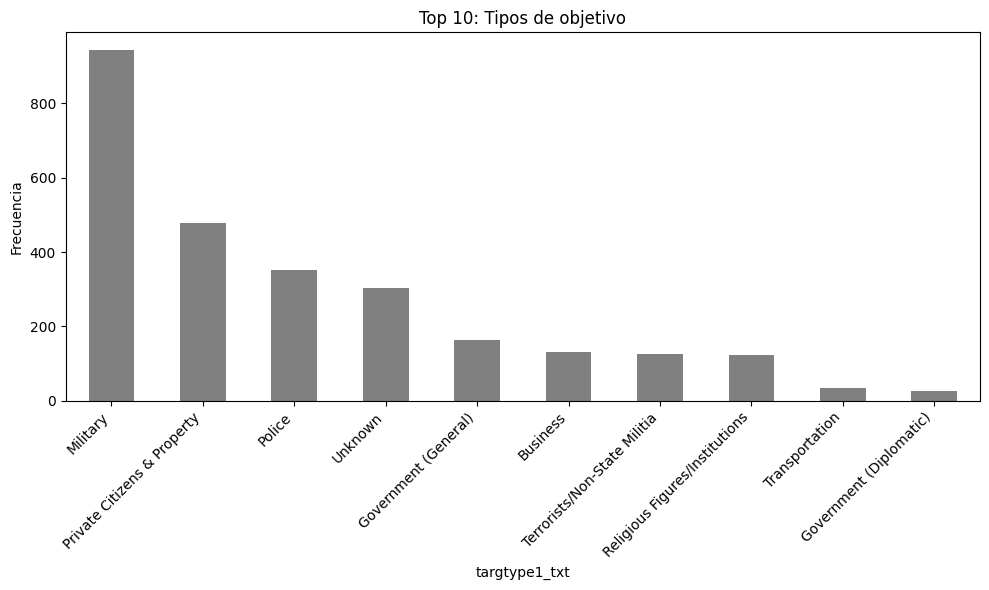 Top 10: Tipos de objetivo
Frecuencia
800
600
400
200
0
Military
Private Citizens & Property
Police
Unknown
Government (General)
Business
Terrorists/Non-State Militia
Religious Figures/Institutions
Transportation
Government (Diplomatic)
targtype1_txt